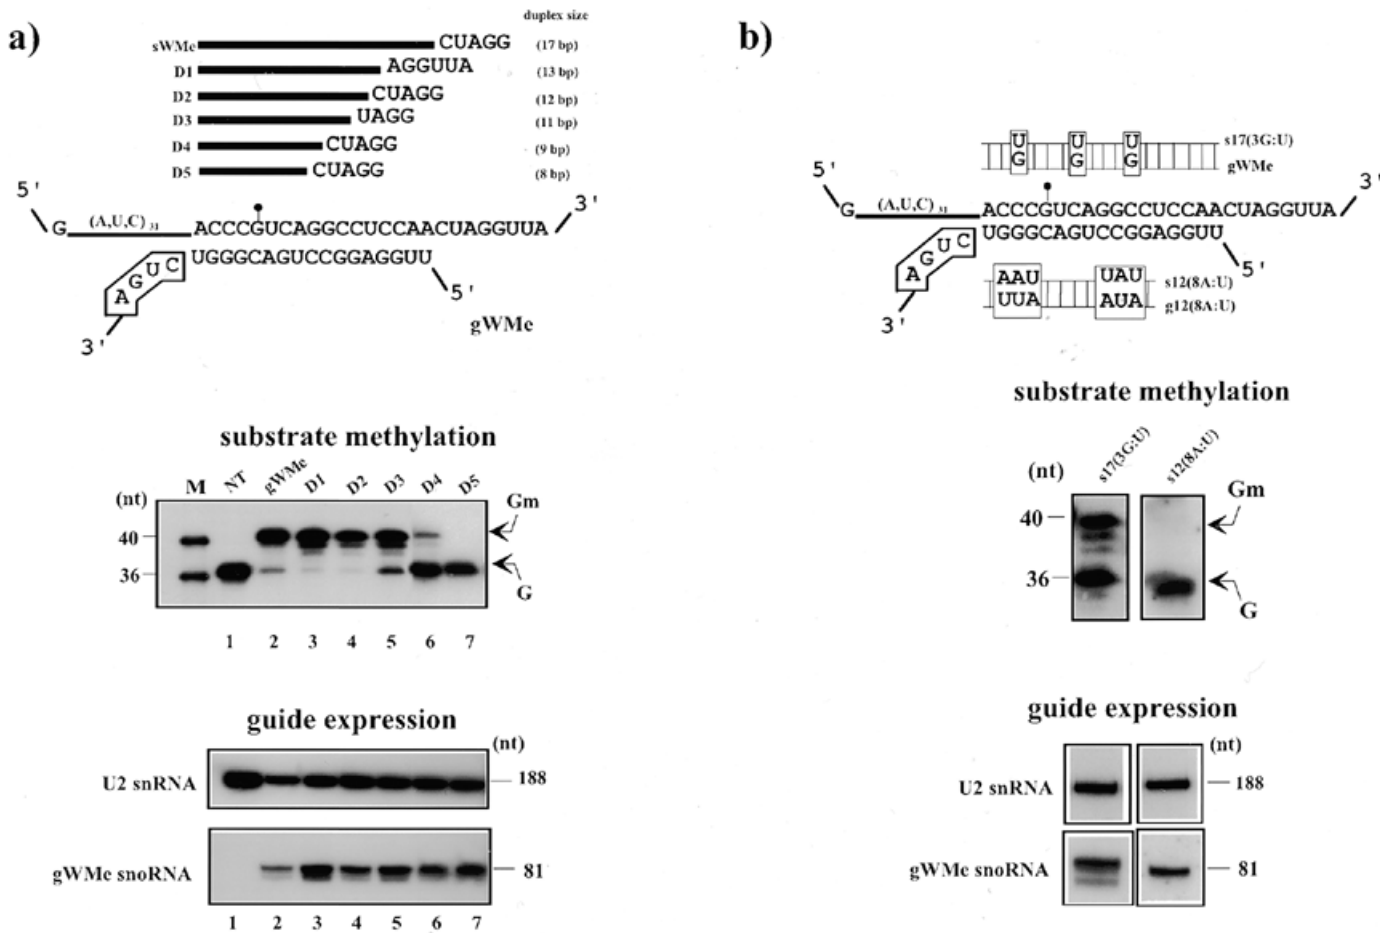 a)
duplex size
sWMe CUAGG (17 bp)
D1 AGGUUA (13 bp)
D2 CUAGG (12 bp)
D3 UAGG (11 bp)
D4 CUAGG (9 bp)
D5 CUAGG (8 bp)
5'
3'
G (A,U,C) 31 ACCCGUCAGGCCUCCAACUAGGUUA
UGGGCAGUCCGGAGGUU
AGUC
5'
3'
gWMe
substrate methylation
(nt) M NT gWMe D1 D2 D3 D4 D5
Gm
40
36
G
1 2 3 4 5 6 7
guide expression
(nt)
U2 snRNA 188
gWMe snoRNA 81
1 2 3 4 5 6 7
b)
U U U s17(3G:U)
G G G gWMe
5'
3'
G (A,U,C) 31 ACCCGUCAGGCCUCCAACUAGGUUA
UGGGCAGUCCGGAGGUU
AGUC
5'
AAU UAU s12(8A:U)
UUA AUA g12(8A:U)
3'
substrate methylation
(nt) s17(3G:U) s12(8A:U)
Gm
40
36
G
guide expression
(nt)
U2 snRNA 188
gWMe snoRNA 81